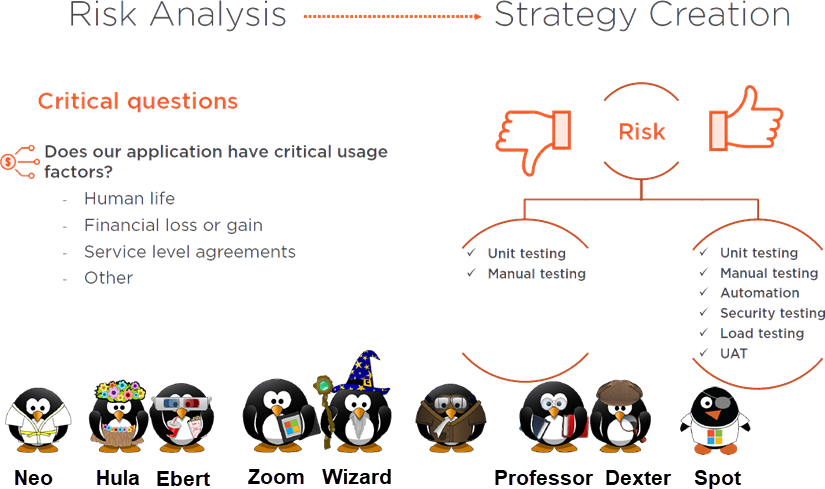 Risk Analysis
Strategy Creation
Critical questions
Does our application have critical usage
factors?
- Human life
- Financial loss or gain
- Service level agreements
- Other
$
Risk
✓ Unit testing
✓ Manual testing
✓ Unit testing
✓ Manual testing
✓ Automation
✓ Security testing
✓ Load testing
✓ UAT
Neo
Hula
Ebert
Zoom
Wizard
Professor
Dexter
Spot